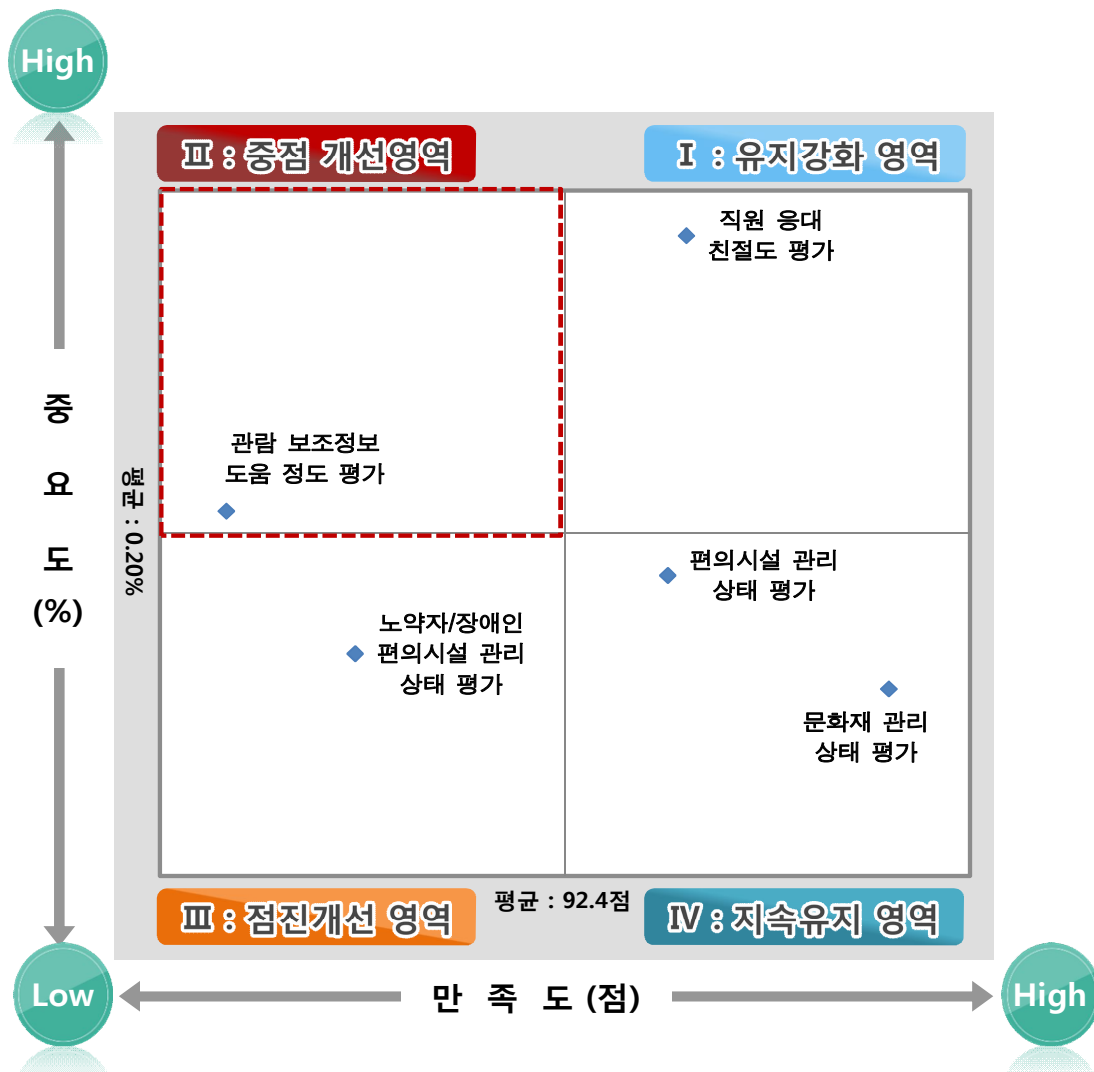 High
Ⅱ : 중점 개선영역
Ⅰ : 유지강화 영역
직원 응대
친절도 평가
중
요
도
(%)
평균 : 0.20%
관람 보조정보
도움 정도 평가
편의시설 관리
상태 평가
노약자/장애인
편의시설 관리
상태 평가
문화재 관리
상태 평가
Ⅲ : 점진개선 영역
평균 : 92.4점
Ⅳ : 지속유지 영역
Low
만 족 도 (점)
High